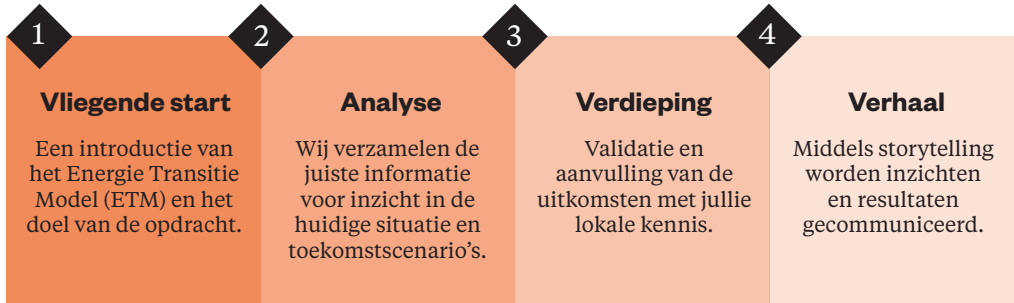 1
Vliegende start
Een introductie van
het Energie Transitie
Model (ETM) en het
doel van de opdracht.
2
Analyse
Wij verzamelen de
juiste informatie
voor inzicht in de
huidige situatie en
toekomstscenario’s.
3
Verdieping
Validatie en
aanvulling van de
uitkomsten met jullie
lokale kennis.
4
Verhaal
Middels storytelling
worden inzichten
en resultaten
gecommuniceerd.